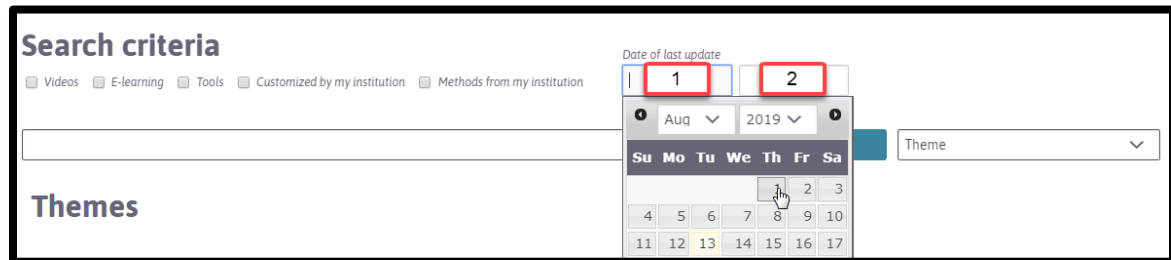 Search criteria
Date of last update
Videos E-learning Tools Customized by my institution Methods from my institution
1 2
Aug 2019
Theme
Su Mo Tu We Th Fr Sa
Themes
1 2 3
4 5 6 7 8 9 10
11 12 13 14 15 16 17